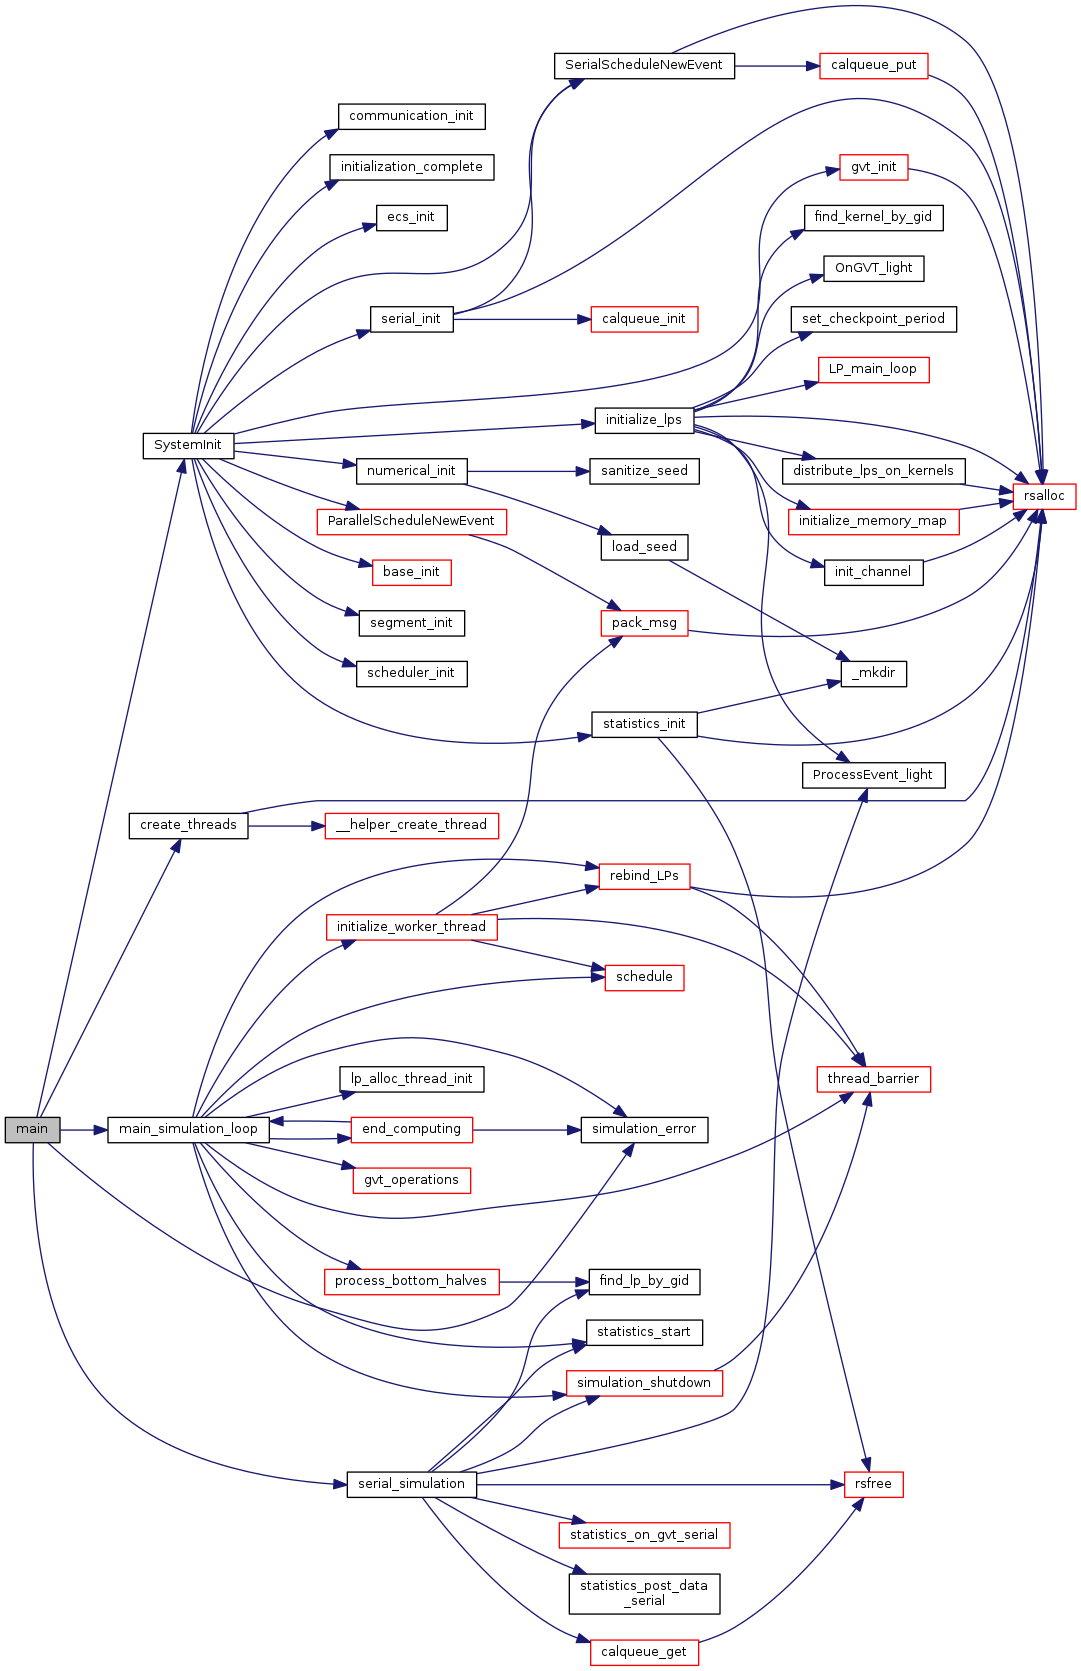 SerialScheduleNewEvent
calqueue_put
communication_init
initialization_complete
gvt_init
ecs_init
find_kernel_by_gid
OnGVT_light
serial_init
calqueue_init
set_checkpoint_period
LP_main_loop
initialize_lps
SystemInit
numerical_init
sanitize_seed
distribute_lps_on_kernels
rsalloc
ParallelScheduleNewEvent
initialize_memory_map
load_seed
base_init
init_channel
segment_init
pack_msg
scheduler_init
_mkdir
statistics_init
ProcessEvent_light
create_threads
__helper_create_thread
rebind_LPs
initialize_worker_thread
schedule
lp_alloc_thread_init
thread_barrier
main
main_simulation_loop
end_computing
simulation_error
gvt_operations
process_bottom_halves
find_lp_by_gid
statistics_start
simulation_shutdown
serial_simulation
rsfree
statistics_on_gvt_serial
statistics_post_data
_serial
calqueue_get